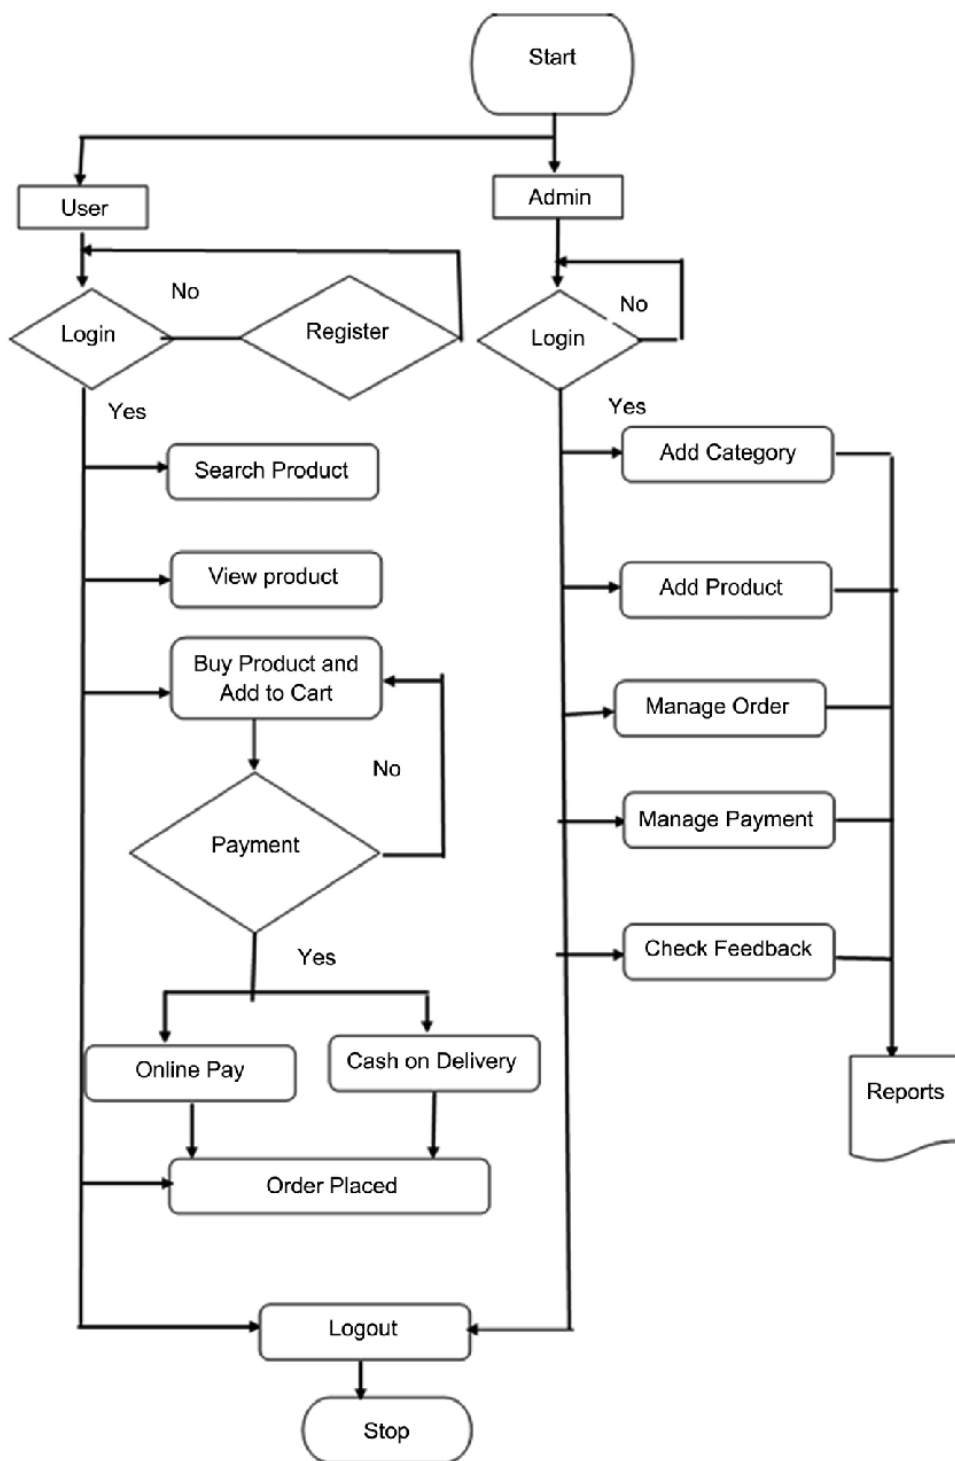 Start
User
Admin
No
Login
Register
No
Login
Yes
Yes
Search Product
Add Category
View product
Add Product
Buy Product and
Add to Cart
Manage Order
No
Payment
Manage Payment
Yes
Check Feedback
Online Pay
Cash on Delivery
Reports
Order Placed
Logout
Stop